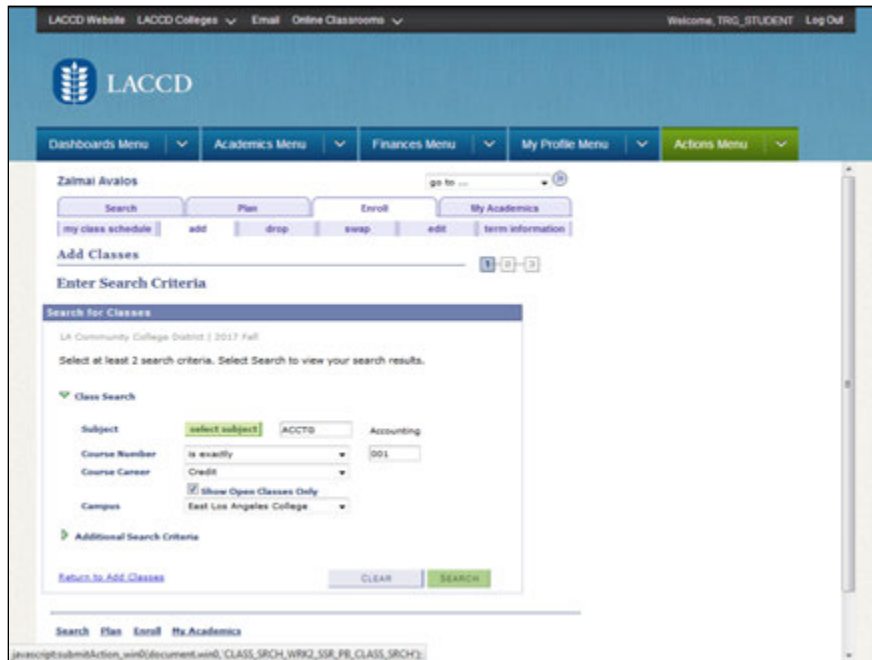 LACCD Website LACCD Colleges Email Online Classrooms Welcome, TRG_STUDENT Log Out
LACCD
Dashboards Menu Academics Menu Finances Menu My Profile Menu Actions Menu
Zalmai Avalos go to ...
Search Plan Enroll My Academics
my class schedule add drop swap edit term information
Add Classes 1 2 3
Enter Search Criteria
Search for Classes
LA Community College District | 2017 Fall
Select at least 2 search criteria. Select Search to view your search results.
Class Search
Subject select subject ACCTG Accounting
Course Number is exactly 001
Course Career Credit
Show Open Classes Only
Campus East Los Angeles College
Additional Search Criteria
Return to Add Classes CLEAR SEARCH
Search Plan Enroll My Academics
javascript:submitAction_win0(document.win0,'CLASS_SRCH_WRK2_SSR_PB_CLASS_SRCH');